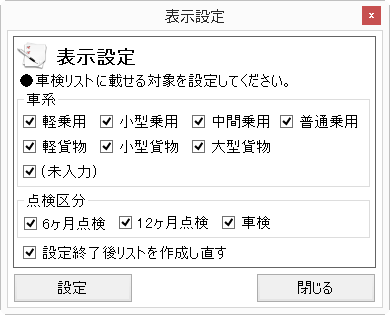 表示設定
x
表示設定
●車検リストに載せる対象を設定してください。
車系
軽乗用 小型乗用 中間乗用 普通乗用
軽貨物 小型貨物 大型貨物
(未入力)
点検区分
6ヶ月点検 12ヶ月点検 車検
設定終了後リストを作成し直す
設定 閉じる